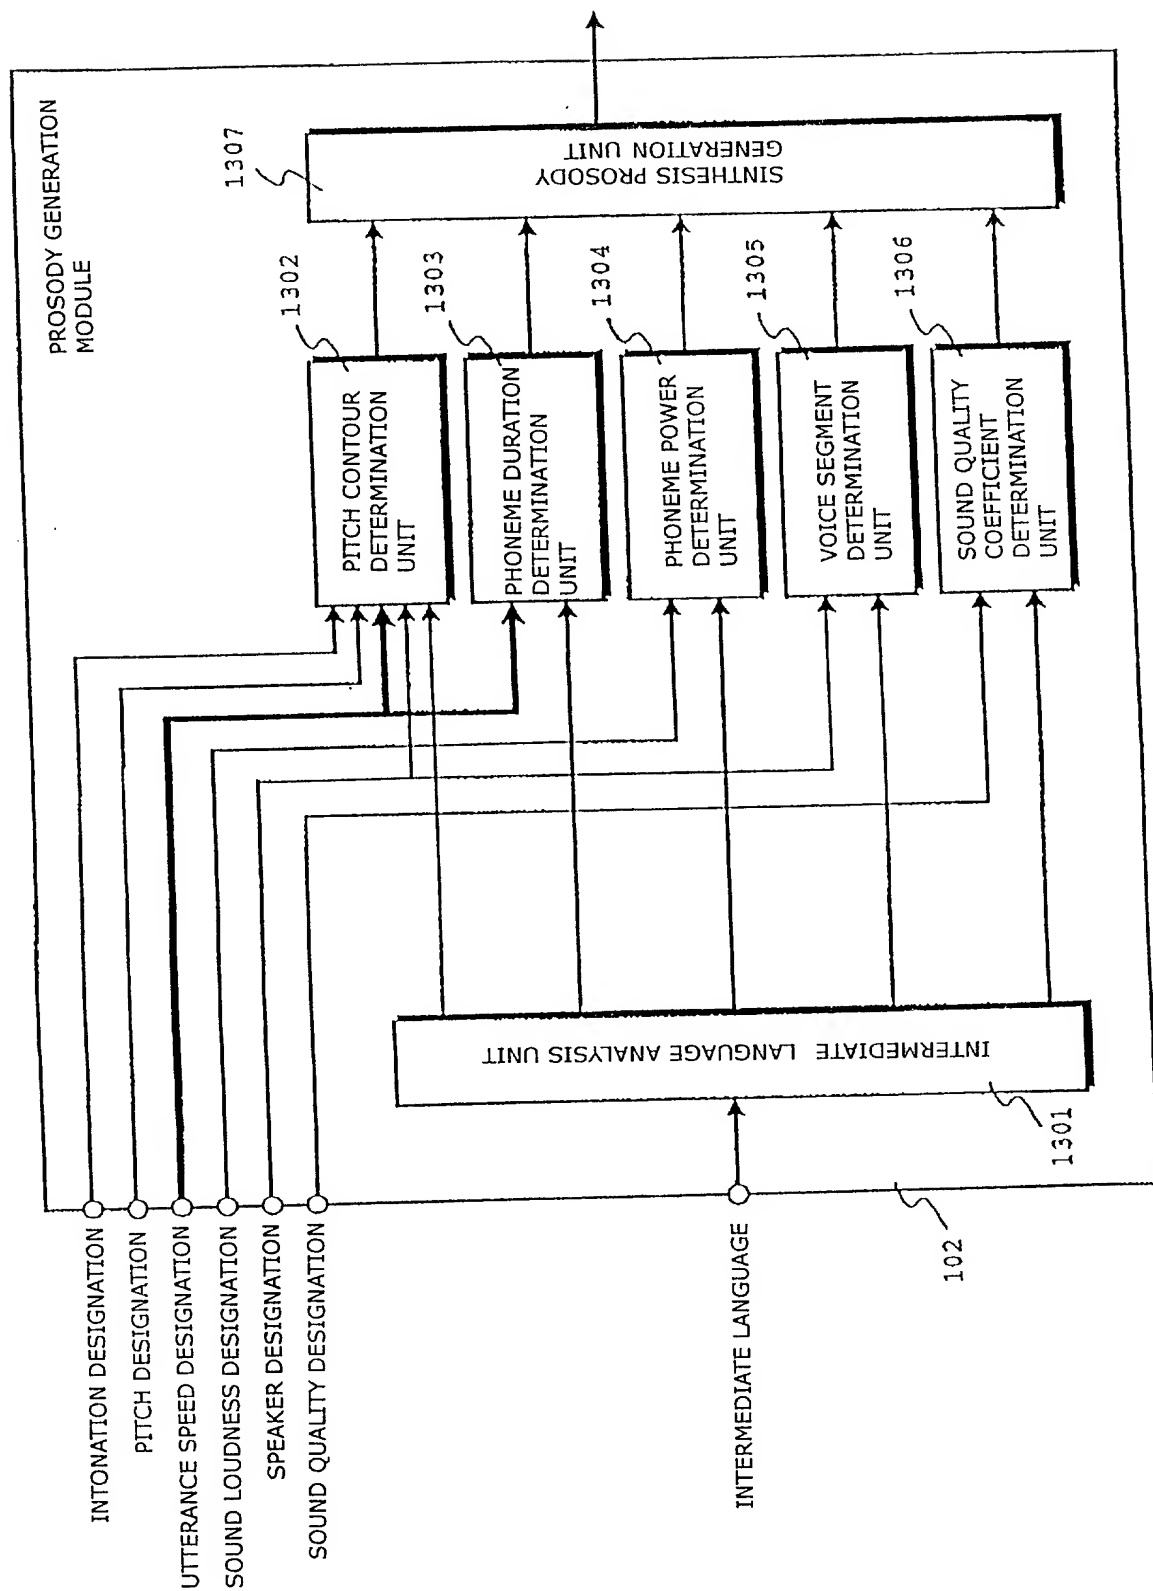 PROSODY GENERATION
MODULE
INTONATION DESIGNATION
PITCH DESIGNATION
UTTERANCE SPEED DESIGNATION
SOUND LOUDNESS DESIGNATION
SPEAKER DESIGNATION
SOUND QUALITY DESIGNATION
INTERMEDIATE LANGUAGE
102
INTERMEDIATE LANGUAGE ANALYSIS UNIT
1301
PITCH CONTOUR
DETERMINATION
UNIT
1302
PHONEME DURATION
DETERMINATION
UNIT
1303
PHONEME POWER
DETERMINATION
UNIT
1304
VOICE SEGMENT
DETERMINATION
UNIT
1305
SOUND QUALITY
COEFFICIENT
DETERMINATION
UNIT
1306
SINTHESIS PROSODY
GENERATION UNIT
1307